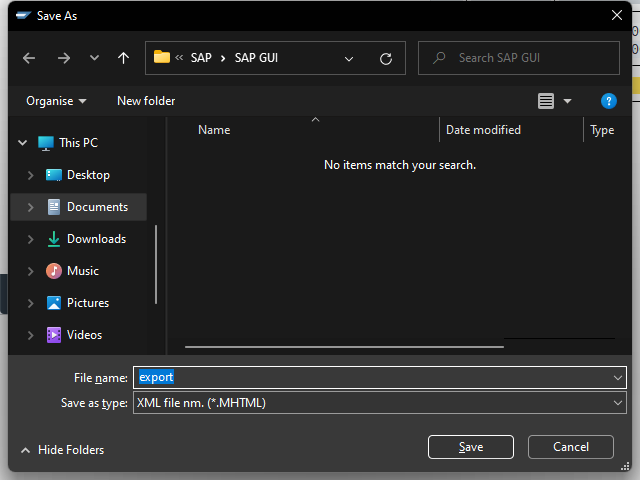 Save As
« SAP > SAP GUI
Search SAP GUI
Organise New folder
?
Name Date modified Type
This PC
No items match your search.
Desktop
Documents
Downloads
Music
Pictures
Videos
File name: export
Save as type: XML file nm. (*.MHTML)
Hide Folders Save Cancel